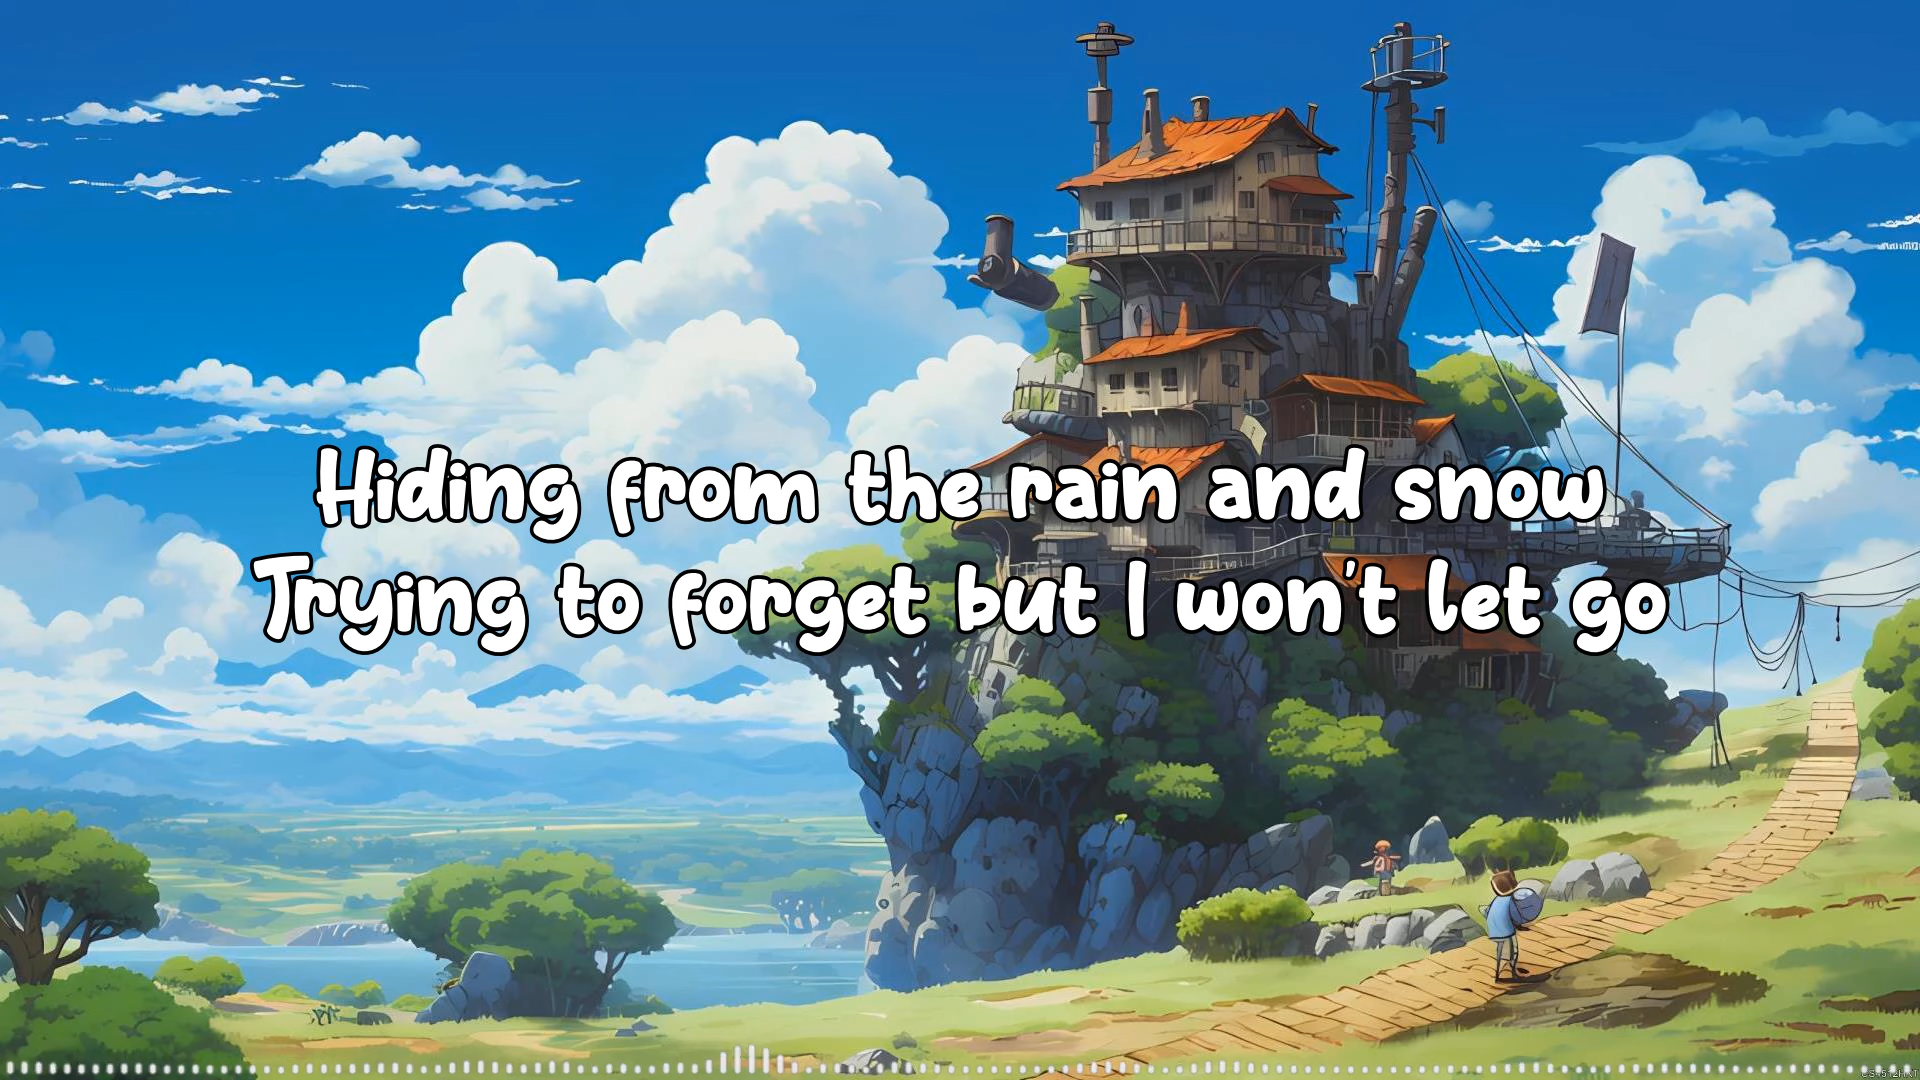 Hiding from the rain and snow
Trying to forget but I won't let go